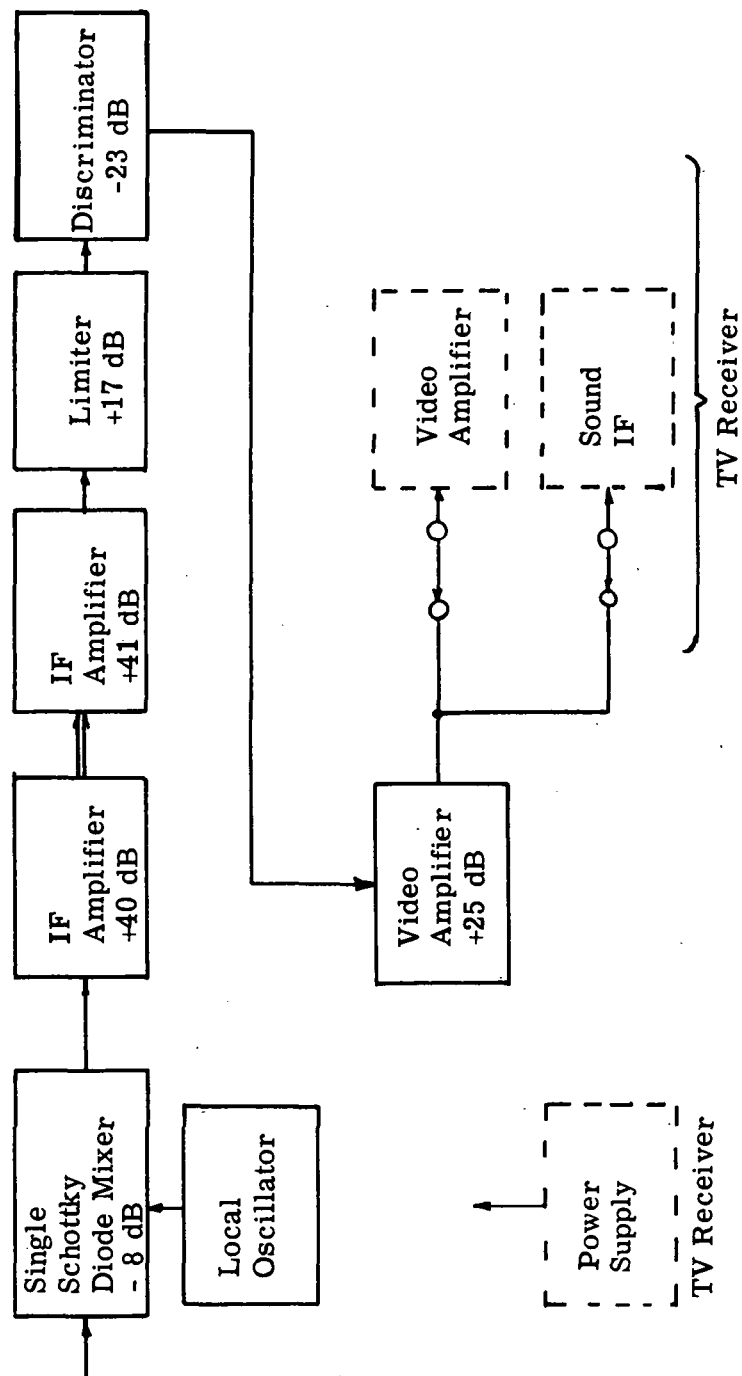 Single
Schottky
Diode Mixer
- 8 dB
IF
Amplifier
+40 dB
IF
Amplifier
+41 dB
Limiter
+17 dB
Discriminator
-23 dB
Local
Oscillator
Video
Amplifier
+25 dB
Video
Amplifier
Sound
IF
TV Receiver
Power
Supply
TV Receiver